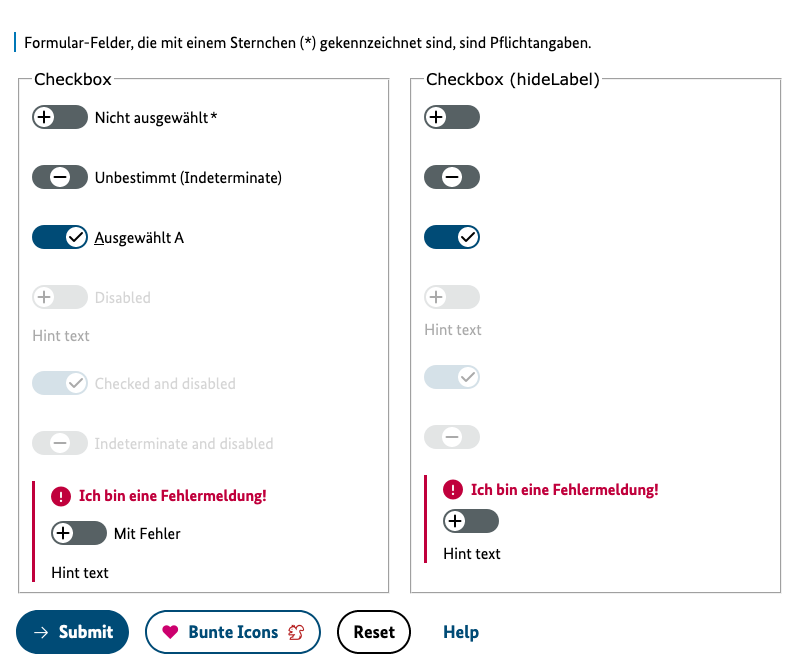 Formular-Felder, die mit einem Sternchen (*) gekennzeichnet sind, sind Pflichtangaben.
Checkbox
Nicht ausgewählt*
Unbestimmt (Indeterminate)
Ausgewählt A
Disabled
Hint text
Checked and disabled
Indeterminate and disabled
Ich bin eine Fehlermeldung!
Mit Fehler
Hint text
Checkbox (hideLabel)
Hint text
Ich bin eine Fehlermeldung!
Hint text
Submit
Bunte Icons
Reset
Help